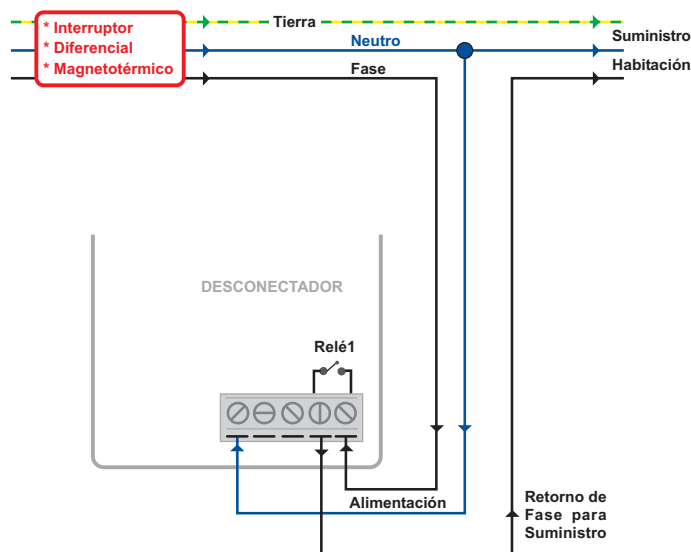 Tierra
* Interruptor
* Diferencial
* Magnetotérmico
Neutro
Fase
Suministro
Habitación
DESCONECTADOR
Relé1
Alimentación
Retorno de
Fase para
Suministro